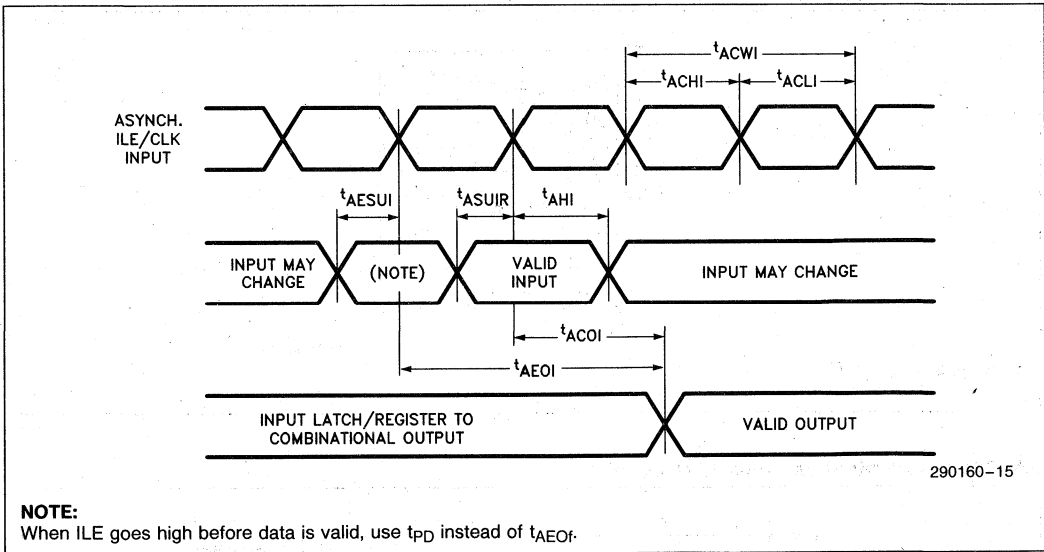 tACWI
tACHI
tACLI
ASYNCH.
ILE/CLK
INPUT
tAESUI
tASUIR
tAHI
INPUT MAY
CHANGE
(NOTE)
VALID
INPUT
INPUT MAY CHANGE
tACOI
tAEOI
INPUT LATCH/REGISTER TO
COMBINATIONAL OUTPUT
VALID OUTPUT
290160-15
NOTE:
When ILE goes high before data is valid, use tPD instead of tAEOf.